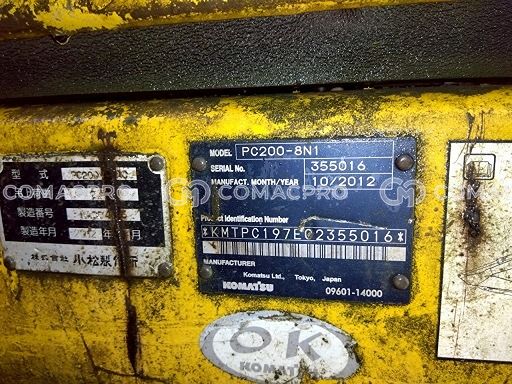 型式 PC200
製造番号
製造年月
株式会社 小松製作所
MODEL PC200-8N1
SERIAL No. 355016
MANUFACT. MONTH/YEAR 10/2012
Product Identification Number
*KMTPC197EC2355016*
MANUFACTURER
Komatsu Ltd., Tokyo, Japan
KOMATSU 09601-14000
OK
KOMATSU
COMACPRO COMACPRO COMACPRO